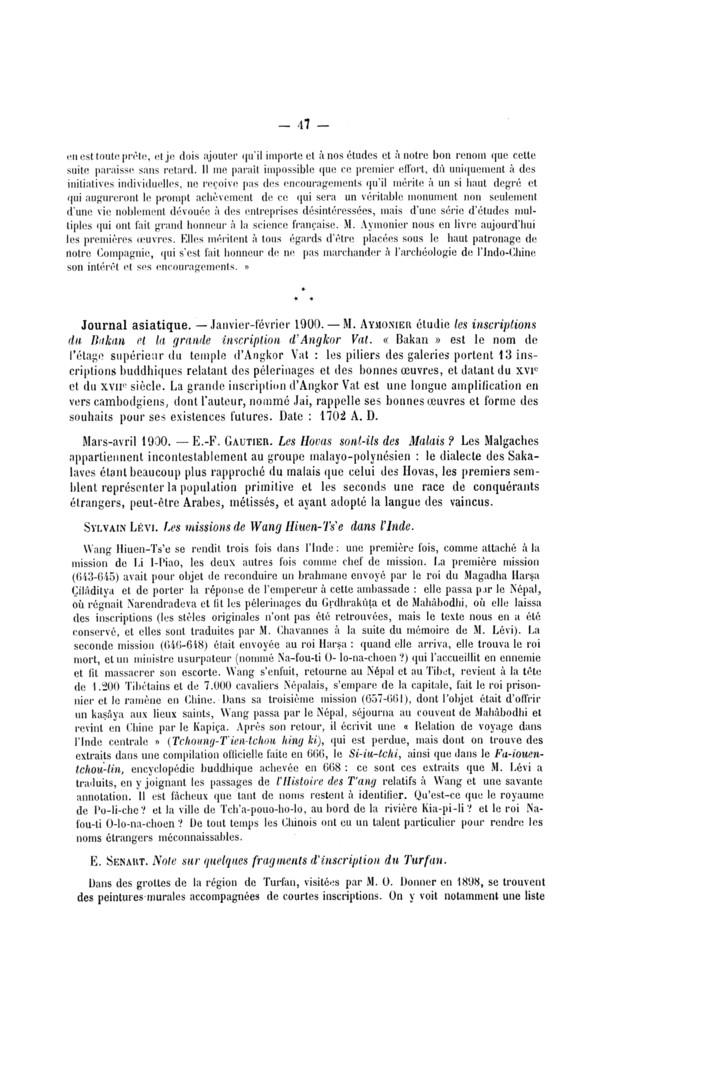 — 47 —
en est toute prête, et je dois ajouter qu'il importe et à nos études et à notre bon renom que cette
suite paraisse sans retard. Il me paraît impossible que ce premier effort, dû uniquement à des
initiatives individuelles, ne reçoive pas des encouragements qu'il mérite à un si haut degré et
qui augureront le prompt achèvement de ce qui sera un véritable monument non seulement
d'une vie noblement dévouée à des entreprises désintéressées, mais d'une série d'études mul-
tiples qui ont fait grand honneur à la science française. M. Aymonier nous en livre aujourd'hui
les premières œuvres. Elles méritent à tous égards d'être placées sous le haut patronage de
notre Compagnie, qui s'est fait honneur de ne pas marchander à l'archéologie de l'Indo-Chine
son intérêt et ses encouragements. »
* * *
Journal asiatique. — Janvier-février 1900. — M. AYMONIER étudie les inscriptions
du Bakan et la grande inscription d'Angkor Vat. « Bakan » est le nom de
l'étage supérieur du temple d'Angkor Vat : les piliers des galeries portent 13 ins-
criptions buddhiques relatant des pélerinages et des bonnes œuvres, et datant du XVIe
et du XVIIe siècle. La grande inscription d'Angkor Vat est une longue amplification en
vers cambodgiens, dont l'auteur, nommé Jai, rappelle ses bonnes œuvres et forme des
souhaits pour ses existences futures. Date : 1702 A. D.
Mars-avril 1900. — E.-F. GAUTIER. Les Hovas sont-ils des Malais ? Les Malgaches
appartiennent incontestablement au groupe malayo-polynésien : le dialecte des Saka-
laves étant beaucoup plus rapproché du malais que celui des Hovas, les premiers sem-
blent représenter la population primitive et les seconds une race de conquérants
étrangers, peut-être Arabes, métissés, et ayant adopté la langue des vaincus.
SYLVAIN LÉVI. Les missions de Wang Hiuen-Ts'e dans l'Inde.
Wang Hiuen-Ts'e se rendit trois fois dans l'Inde : une première fois, comme attaché à la
mission de Li I-Piao, les deux autres fois comme chef de mission. La première mission
(643-645) avait pour objet de reconduire un brahmane envoyé par le roi du Magadha Harṣa
Çîlâditya et de porter la réponse de l'empereur à cette ambassade : elle passa par le Népal,
où régnait Narendradeva et fit les pélerinages du Gṛdhrakûṭa et de Mahâbodhi, où elle laissa
des inscriptions (les stèles originales n'ont pas été retrouvées, mais le texte nous en a été
conservé, et elles sont traduites par M. Chavannes à la suite du mémoire de M. Lévi). La
seconde mission (646-648) était envoyée au roi Harṣa : quand elle arriva, elle trouva le roi
mort, et un ministre usurpateur (nommé Na-fou-ti O- lo-na-choen ?) qui l'accueillit en ennemie
et fit massacrer son escorte. Wang s'enfuit, retourne au Népal et au Tibet, revient à la tête
de 1.200 Tibétains et de 7.000 cavaliers Népalais, s'empare de la capitale, fait le roi prison-
nier et le ramène en Chine. Dans sa troisième mission (657-661), dont l'objet était d'offrir
un kaṣâya aux lieux saints, Wang passa par le Népal, séjourna au couvent de Mahâbodhi et
revint en Chine par le Kapiça. Après son retour, il écrivit une « Relation de voyage dans
l'Inde centrale » (Tchoung-T'ien-tchou hing ki), qui est perdue, mais dont on trouve des
extraits dans une compilation officielle faite en 666, le Si-iu-tchi, ainsi que dans le Fa-iouen-
tchou-lin, encyclopédie buddhique achevée en 668 : ce sont ces extraits que M. Lévi a
traduits, en y joignant les passages de l'Histoire des T'ang relatifs à Wang et une savante
annotation. Il est fâcheux que tant de noms restent à identifier. Qu'est-ce que le royaume
de Po-li-che ? et la ville de Tch'a-pouo-ho-lo, au bord de la rivière Kia-pi-li ? et le roi Na-
fou-ti O-lo-na-choen ? De tout temps les Chinois ont eu un talent particulier pour rendre les
noms étrangers méconnaissables.
E. SENART. Note sur quelques fragments d'inscription du Turfan.
Dans des grottes de la région de Turfan, visitées par M. O. Donner en 1898, se trouvent
des peintures murales accompagnées de courtes inscriptions. On y voit notamment une liste